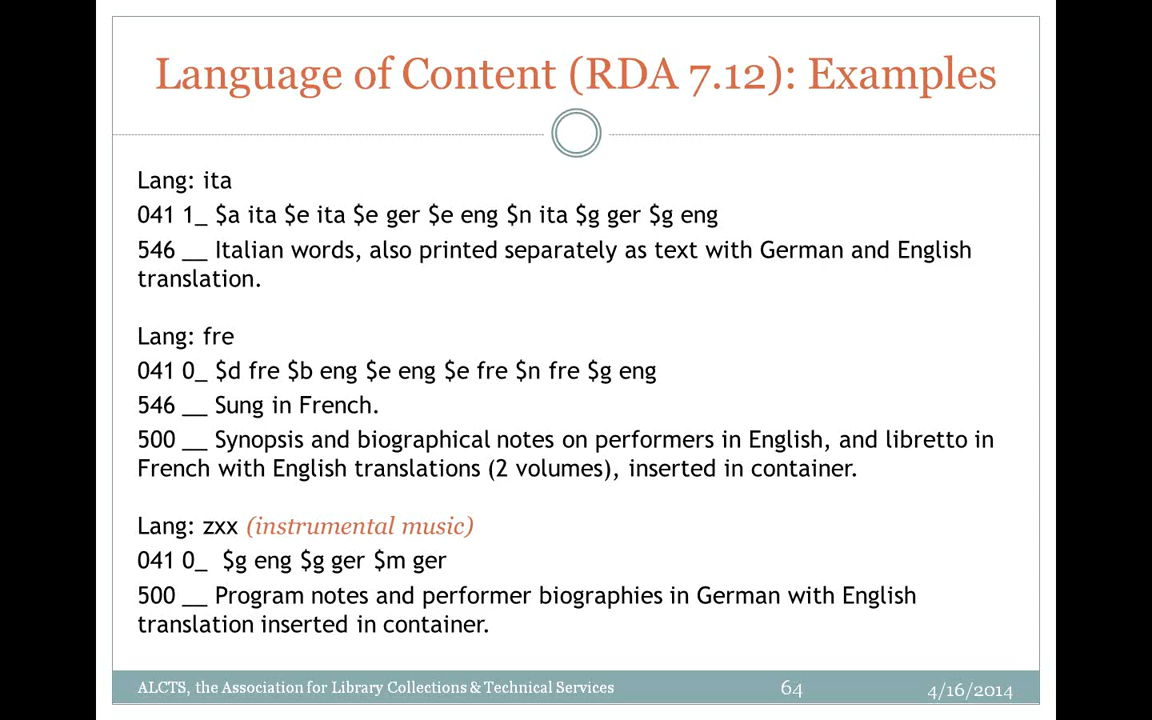 Language of Content (RDA 7.12): Examples
Lang: ita
041 1_ $a ita $e ita $e ger $e eng $n ita $g ger $g eng
546 __ Italian words, also printed separately as text with German and English
translation.
Lang: fre
041 0_ $d fre $b eng $e eng $e fre $n fre $g eng
546 __ Sung in French.
500 __ Synopsis and biographical notes on performers in English, and libretto in
French with English translations (2 volumes), inserted in container.
Lang: zxx (instrumental music)
041 0_ $g eng $g ger $m ger
500 __ Program notes and performer biographies in German with English
translation inserted in container.
ALCTS, the Association for Library Collections & Technical Services 64 4/16/2014